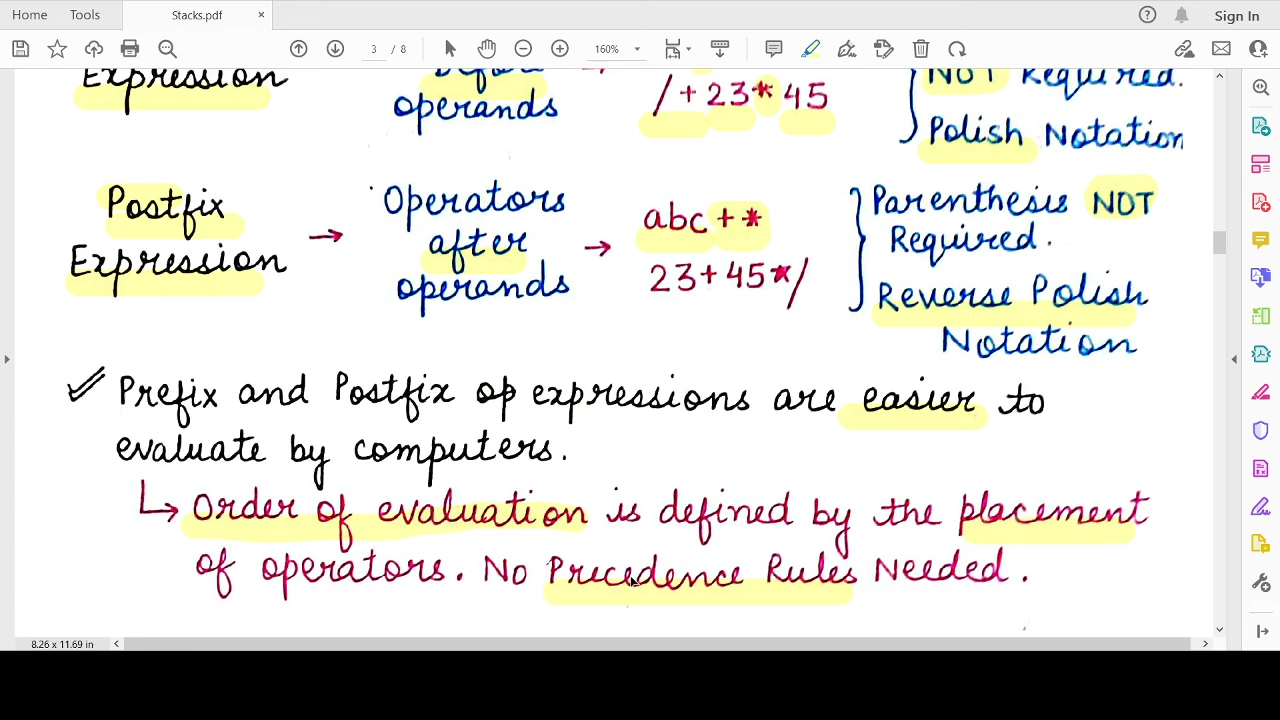 Home Tools Stacks.pdf × Sign In
3 / 8 160%
Expression before operands / + 23 * 45 NOT Required.
Polish Notation
Postfix Expression → Operators after operands → abc + *
23 + 45 * /
Parenthesis NOT Required.
Reverse Polish Notation
Prefix and Postfix op expressions are easier to
evaluate by computers.
↳ Order of evaluation is defined by the placement
of operators. No Precedence Rules Needed.
8.26 x 11.69 in